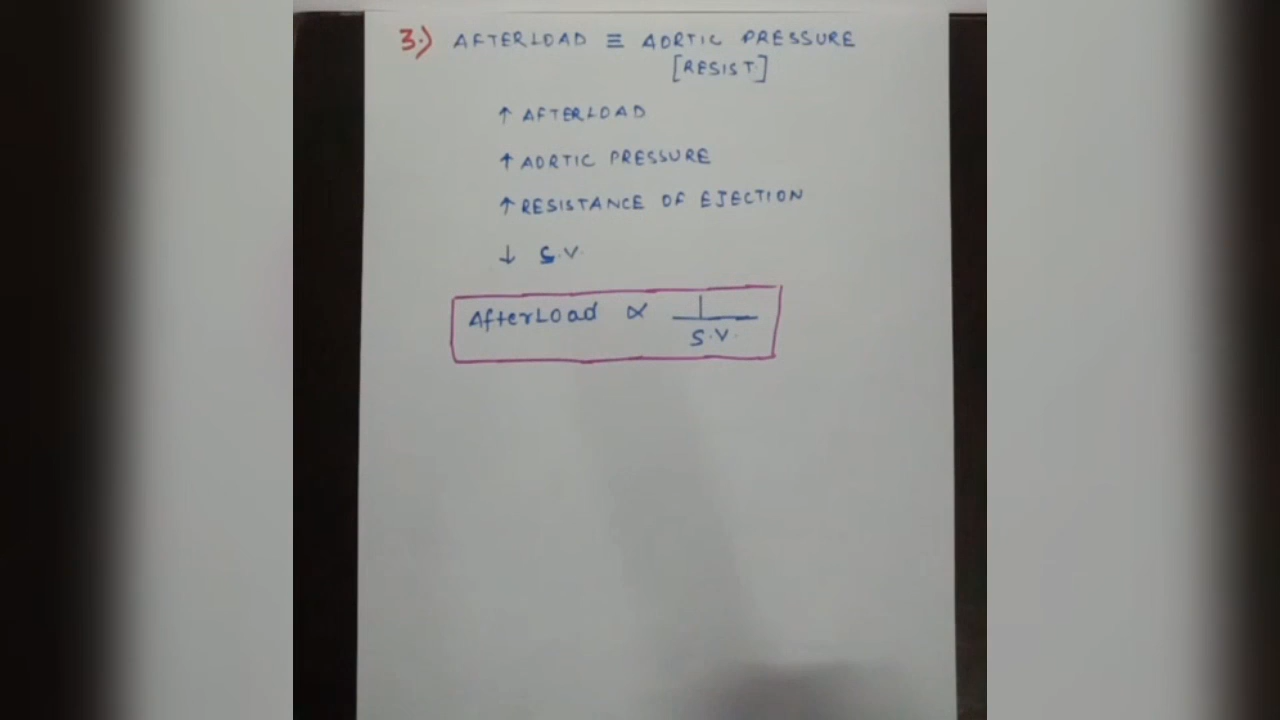 3.) AFTERLOAD ≡ AORTIC PRESSURE
[RESIST.]
↑ AFTERLOAD
↑ AORTIC PRESSURE
↑ RESISTANCE OF EJECTION
↓ S.V.
AfterLoad ∝ 1
S.V.